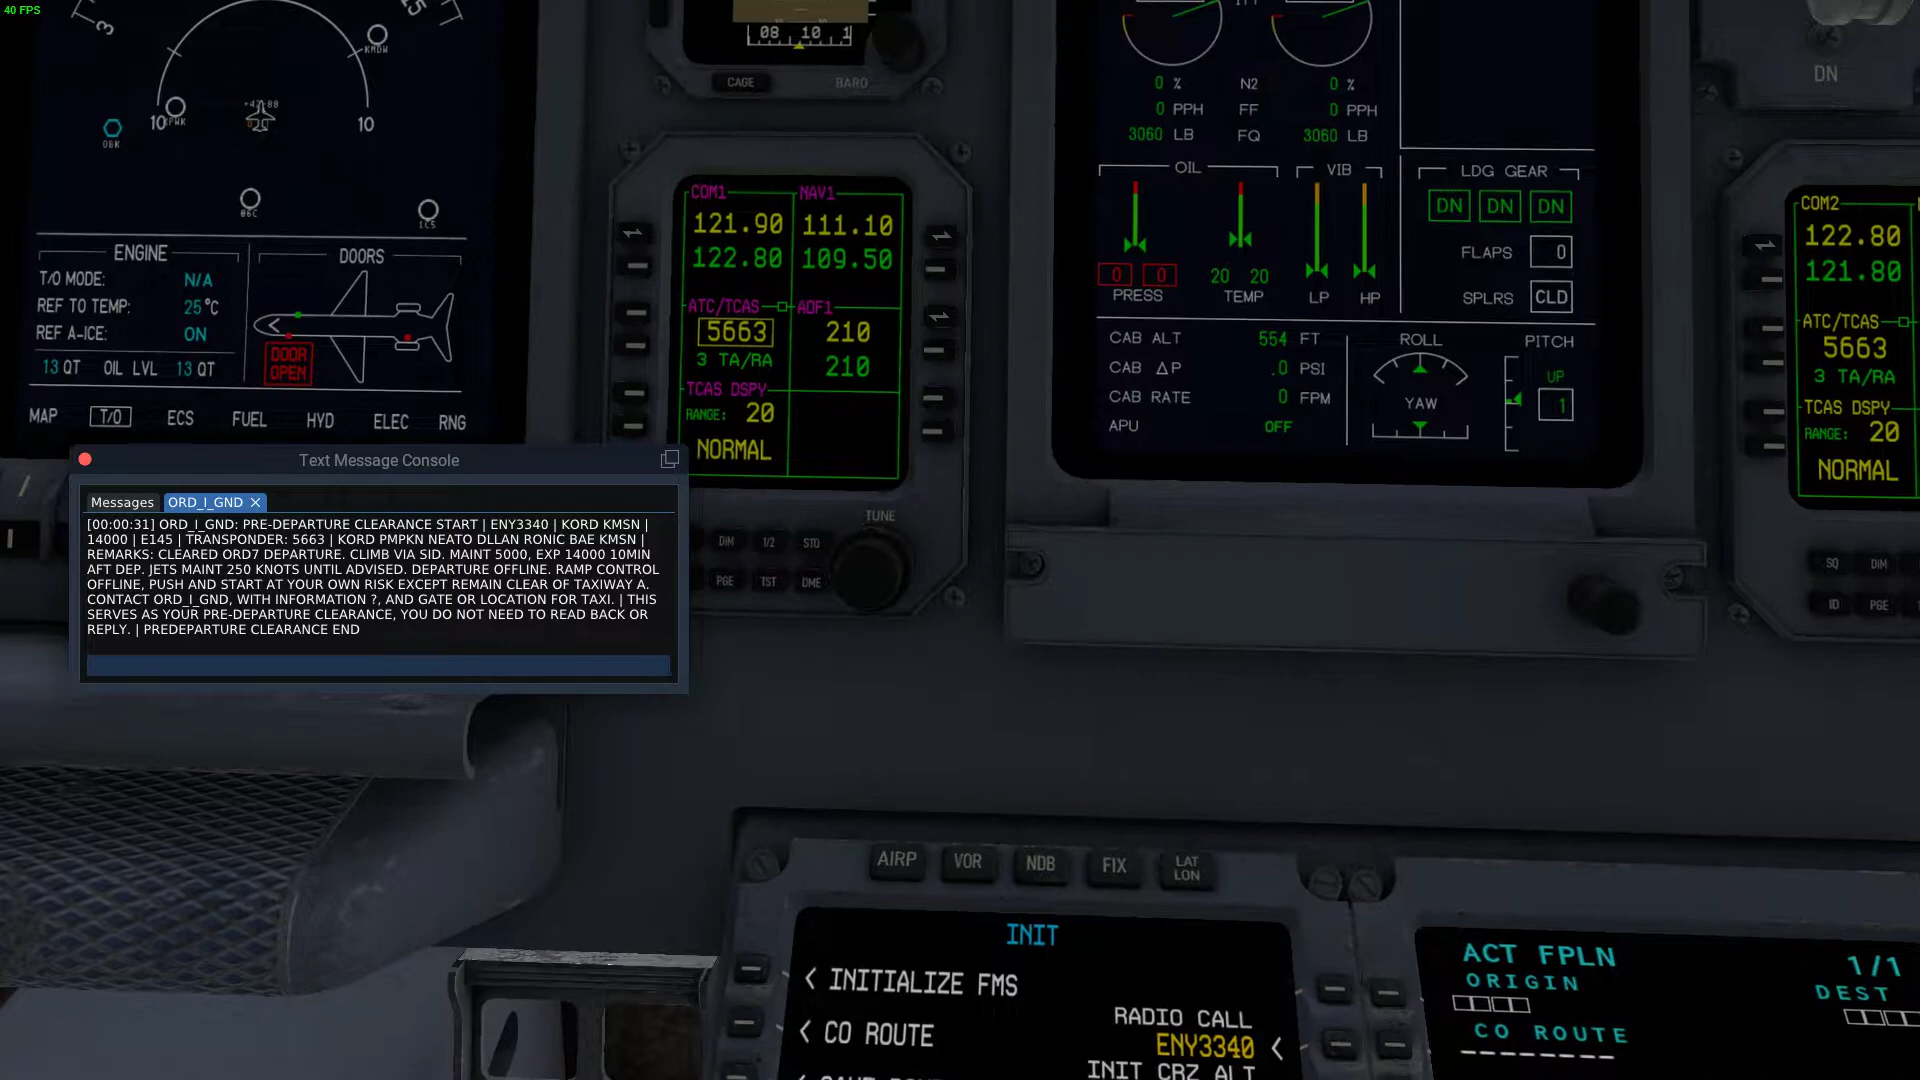 40 FPS
3
15
KMDW
10
KPWK
10
OBK
06C
1C5
ENGINE
T/O MODE: N/A
REF TO TEMP: 25°C
REF A-ICE: ON
13 QT OIL LVL 13 QT
DOORS
DOOR
OPEN
MAP T/O ECS FUEL HYD ELEC RNG
08 10 1
CAGE BARO
COM1 NAV1
121.90 111.10
122.80 109.50
ATC/TCAS ADF1
5663 210
3 TA/RA 210
TCAS DSPY
RANGE: 20
NORMAL
TUNE
DIM 1/2 STO
PGE TST DME
0 % N2 0 %
0 PPH FF 0 PPH
3060 LB FQ 3060 LB
OIL VIB
0 0
PRESS
20 20
TEMP
LP HP
LDG GEAR
DN DN DN
FLAPS 0
SPLRS CLD
CAB ALT 554 FT
CAB ΔP .0 PSI
CAB RATE 0 FPM
APU OFF
ROLL
YAW
PITCH
UP
1
DN
COM2
122.80
121.80
ATC/TCAS
5663
3 TA/RA
TCAS DSPY
RANGE: 20
NORMAL
SQ DIM
ID PGE
Text Message Console
Messages ORD_I_GND
[00:00:31] ORD_I_GND: PRE-DEPARTURE CLEARANCE START | ENY3340 | KORD KMSN |
14000 | E145 | TRANSPONDER: 5663 | KORD PMPKN NEATO DLLAN RONIC BAE KMSN |
REMARKS: CLEARED ORD7 DEPARTURE. CLIMB VIA SID. MAINT 5000, EXP 14000 10MIN
AFT DEP. JETS MAINT 250 KNOTS UNTIL ADVISED. DEPARTURE OFFLINE. RAMP CONTROL
OFFLINE, PUSH AND START AT YOUR OWN RISK EXCEPT REMAIN CLEAR OF TAXIWAY A.
CONTACT ORD_I_GND, WITH INFORMATION ?, AND GATE OR LOCATION FOR TAXI. | THIS
SERVES AS YOUR PRE-DEPARTURE CLEARANCE, YOU DO NOT NEED TO READ BACK OR
REPLY. | PREDEPARTURE CLEARANCE END
AIRP VOR NDB FIX LAT
LON
INIT
< INITIALIZE FMS
< CO ROUTE
RADIO CALL
ENY3340 <
INIT CRZ ALT
ACT FPLN 1/1
ORIGIN DEST
CO ROUTE